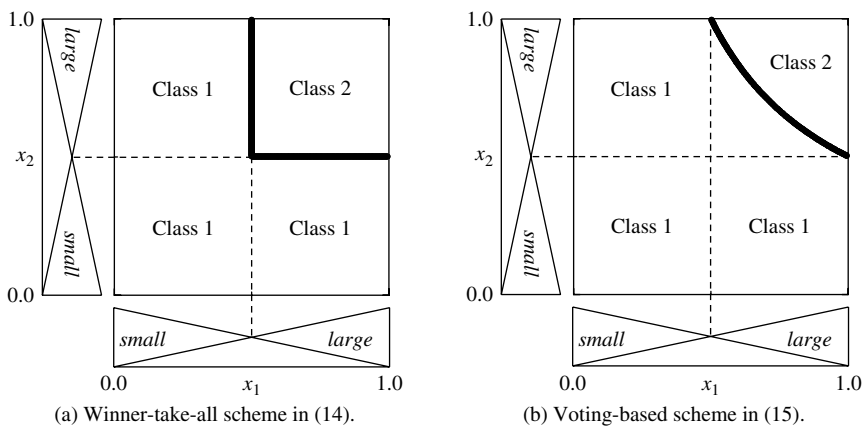 1.0
large
Class 1
Class 2
x2
small
Class 1
Class 1
0.0
small
large
0.0
x1
1.0
(a) Winner-take-all scheme in (14).
1.0
large
Class 1
Class 2
x2
small
Class 1
Class 1
0.0
small
large
0.0
x1
1.0
(b) Voting-based scheme in (15).